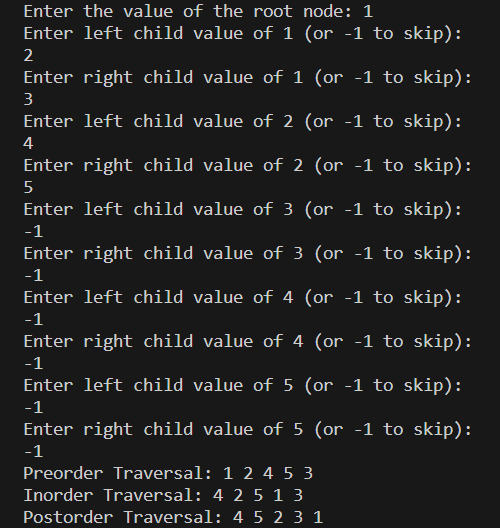 Enter the value of the root node: 1
Enter left child value of 1 (or -1 to skip):
2
Enter right child value of 1 (or -1 to skip):
3
Enter left child value of 2 (or -1 to skip):
4
Enter right child value of 2 (or -1 to skip):
5
Enter left child value of 3 (or -1 to skip):
-1
Enter right child value of 3 (or -1 to skip):
-1
Enter left child value of 4 (or -1 to skip):
-1
Enter right child value of 4 (or -1 to skip):
-1
Enter left child value of 5 (or -1 to skip):
-1
Enter right child value of 5 (or -1 to skip):
-1
Preorder Traversal: 1 2 4 5 3
Inorder Traversal: 4 2 5 1 3
Postorder Traversal: 4 5 2 3 1